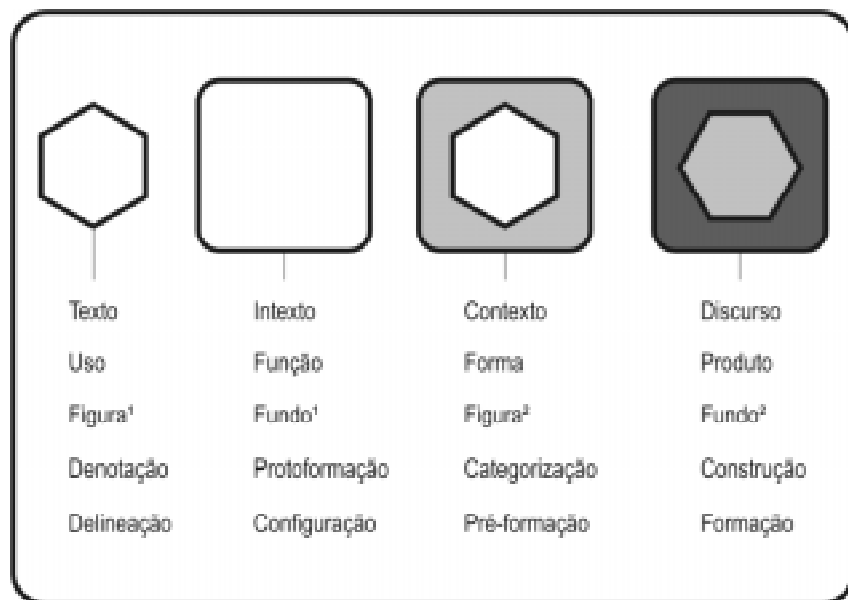 Texto Intexto Contexto Discurso
Uso Função Forma Produto
Figura¹ Fundo¹ Figura² Fundo²
Denotação Protoformação Categorização Construção
Delineação Configuração Pré-formação Formação